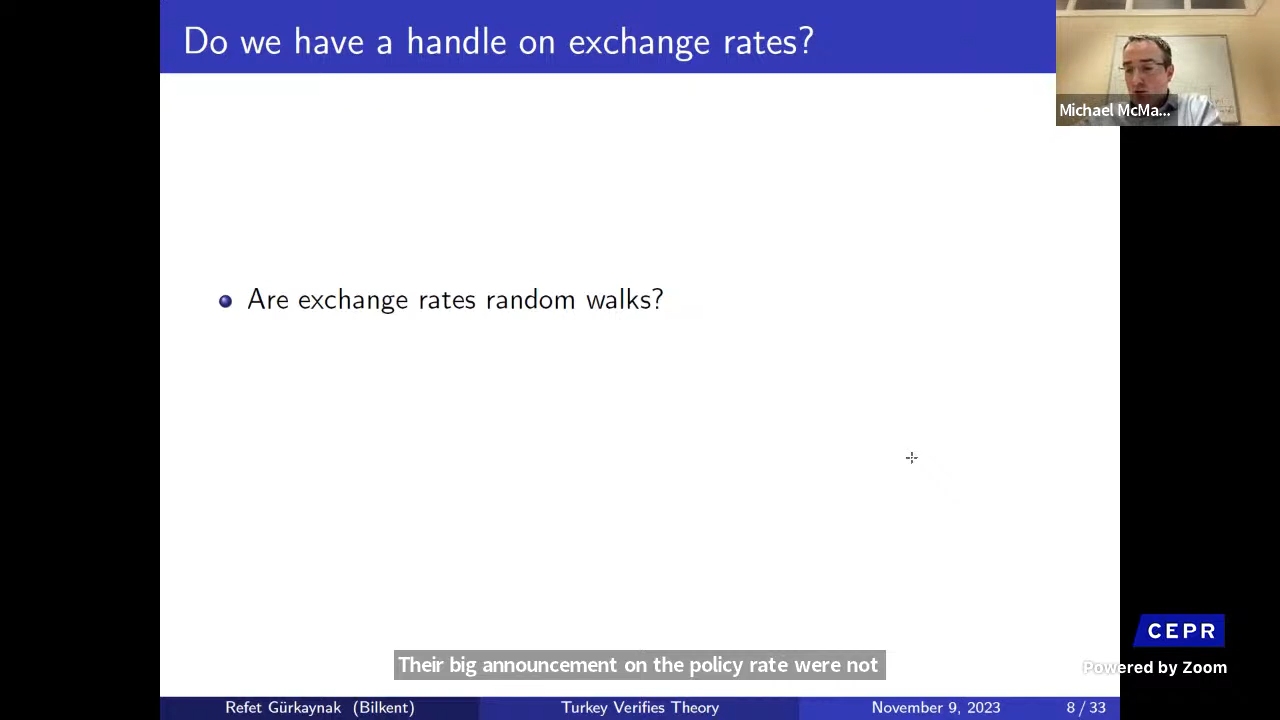 Do we have a handle on exchange rates?
Michael McMa...
Are exchange rates random walks?
CEPR
Their big announcement on the policy rate were not
Powered by Zoom
Refet Gürkaynak (Bilkent)
Turkey Verifies Theory
November 9, 2023
8 / 33